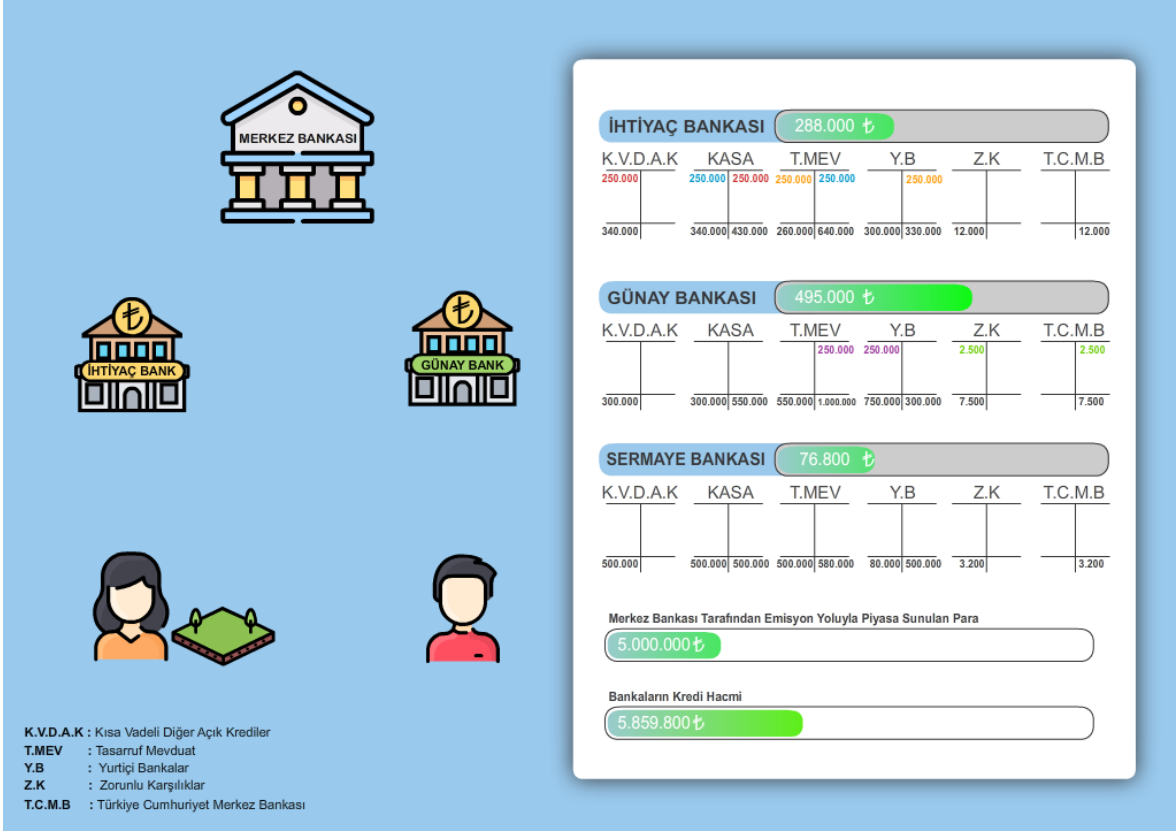 MERKEZ BANKASI
İHTİYAÇ BANK
GÜNAY BANK
K.V.D.A.K : Kısa Vadeli Diğer Açık Krediler
T.MEV : Tasarruf Mevduat
Y.B : Yurtiçi Bankalar
Z.K : Zorunlu Karşılıklar
T.C.M.B : Türkiye Cumhuriyet Merkez Bankası
İHTİYAÇ BANKASI 288.000 ₺
K.V.D.A.K KASA T.MEV Y.B Z.K T.C.M.B
250.000 250.000 250.000 250.000 250.000 250.000
340.000 340.000 430.000 260.000 640.000 300.000 330.000 12.000 12.000
GÜNAY BANKASI 495.000 ₺
K.V.D.A.K KASA T.MEV Y.B Z.K T.C.M.B
250.000 250.000 2.500 2.500
300.000 300.000 550.000 550.000 1.000.000 750.000 300.000 7.500 7.500
SERMAYE BANKASI 76.800 ₺
K.V.D.A.K KASA T.MEV Y.B Z.K T.C.M.B
500.000 500.000 500.000 500.000 580.000 80.000 500.000 3.200 3.200
Merkez Bankası Tarafından Emisyon Yoluyla Piyasa Sunulan Para
5.000.000 ₺
Bankaların Kredi Hacmi
5.859.800 ₺